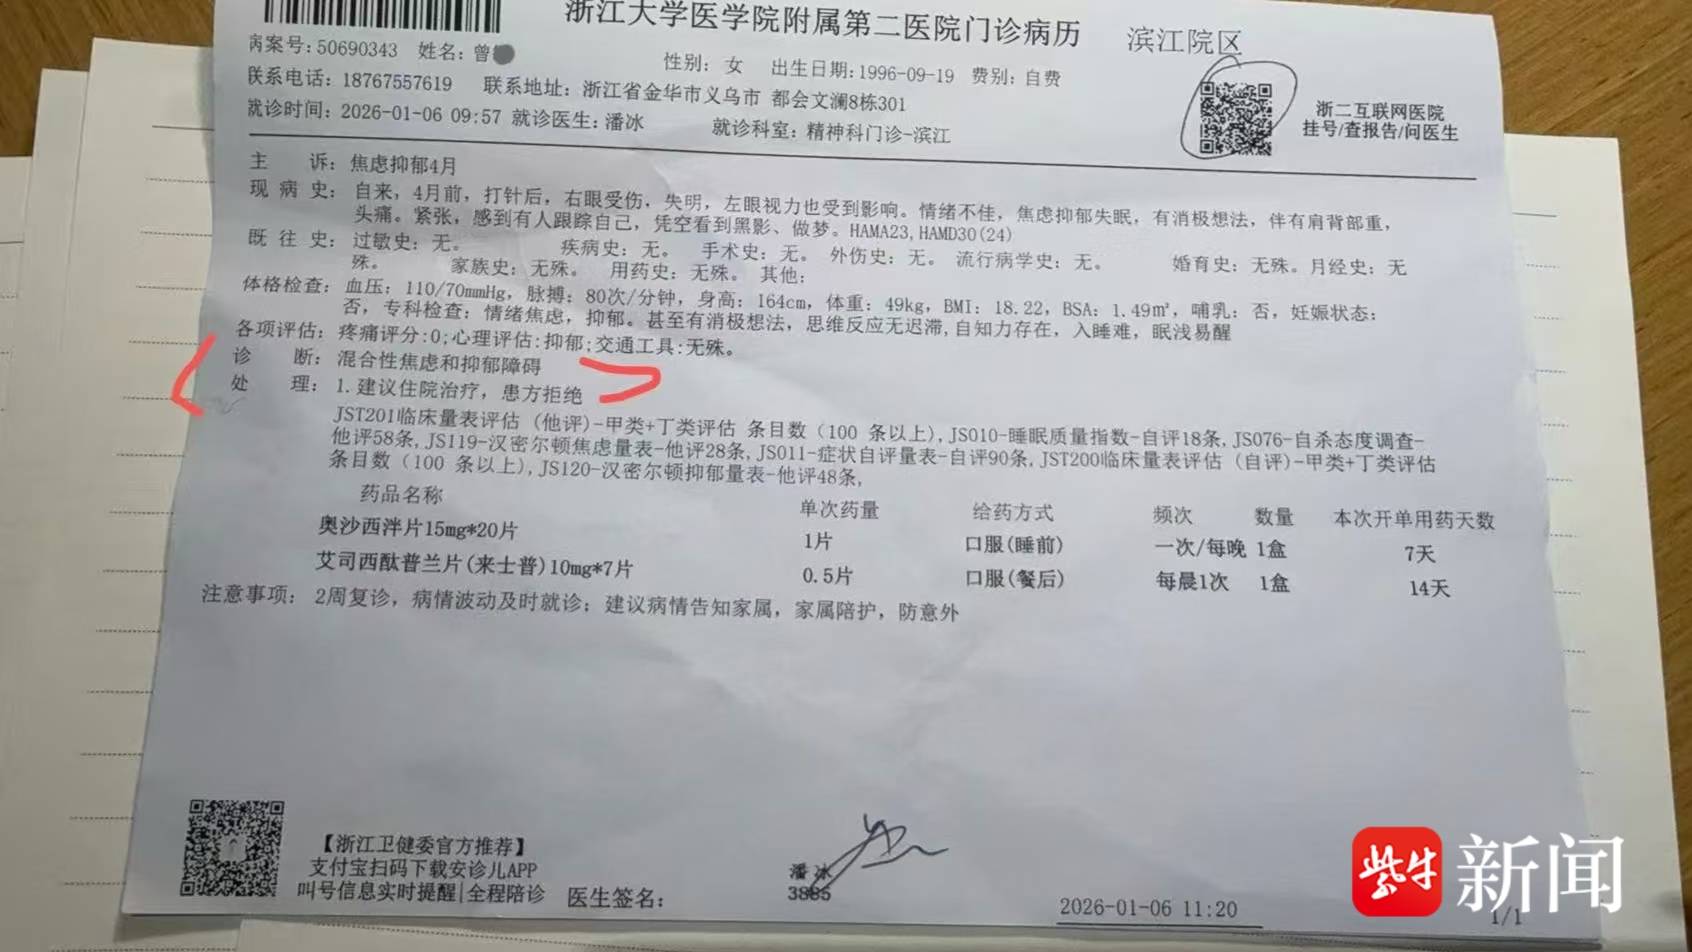 浙江大学医学院附属第二医院门诊病历 滨江院区
病案号:50690343 姓名:曾
性别: 女 出生日期:1996-09-19 费别:自费
联系电话: 18767557619 联系地址: 浙江省金华市义乌市 都会文澜8栋301
就诊时间: 2026-01-06 09:57 就诊医生: 潘冰 就诊科室: 精神科门诊-滨江
浙二互联网医院
挂号/查报告/问医生
主 诉: 焦虑抑郁4月
现 病 史: 自来, 4月前, 打针后, 右眼受伤, 失明, 左眼视力也受到影响。情绪不佳, 焦虑抑郁失眠, 有消极想法, 伴有肩背部重,
头痛。紧张, 感到有人跟踪自己, 凭空看到黑影、做梦。HAMA23,HAMD30(24)
既 往 史: 过敏史: 无。 疾病史: 无。 手术史: 无。 外伤史: 无。 流行病学史: 无。 婚育史: 无殊。月经史: 无
殊。 家族史: 无殊。 用药史: 无殊。 其他:
体格检查: 血压: 110/70mmHg, 脉搏: 80次/分钟, 身高: 164cm, 体重: 49kg, BMI: 18.22, BSA: 1.49㎡, 哺乳: 否, 妊娠状态:
否, 专科检查: 情绪焦虑, 抑郁。甚至有消极想法, 思维反应无迟滞, 自知力存在, 入睡难, 眠浅易醒
各项评估: 疼痛评分:0;心理评估:抑郁;交通工具:无殊。
诊 断: 混合性焦虑和抑郁障碍
处 理: 1.建议住院治疗, 患方拒绝
JST201临床量表评估 (他评)-甲类+丁类评估 条目数 (100 条以上), JS010-睡眠质量指数-自评18条, JS076-自杀态度调查-
他评58条, JS119-汉密尔顿焦虑量表-他评28条, JS011-症状自评量表-自评90条, JST200临床量表评估 (自评)-甲类+丁类评估
条目数 (100 条以上), JS120-汉密尔顿抑郁量表-他评48条,
药品名称 单次药量 给药方式 频次 数量 本次开单用药天数
奥沙西泮片15mg*20片 1片 口服(睡前) 一次/每晚 1盒 7天
艾司西酞普兰片(来士普)10mg*7片 0.5片 口服(餐后) 每晨1次 1盒 14天
注意事项: 2周复诊, 病情波动及时就诊; 建议病情告知家属, 家属陪护, 防意外
【浙江卫健委官方推荐】
支付宝扫码下载安诊儿APP
叫号信息实时提醒|全程陪诊
医生签名:
潘冰
3885
2026-01-06 11:20
1/1
紫牛新闻